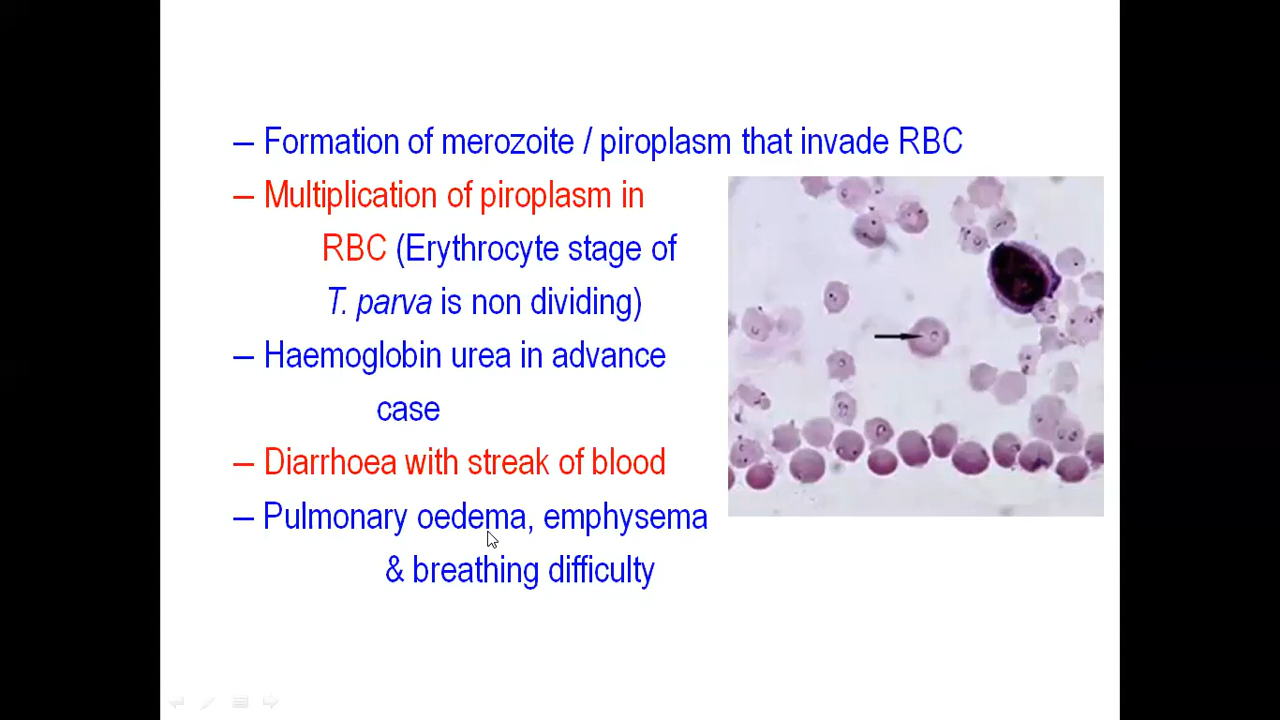 – Formation of merozoite / piroplasm that invade RBC
– Multiplication of piroplasm in
RBC (Erythrocyte stage of
T. parva is non dividing)
– Haemoglobin urea in advance
case
– Diarrhoea with streak of blood
– Pulmonary oedema, emphysema
& breathing difficulty